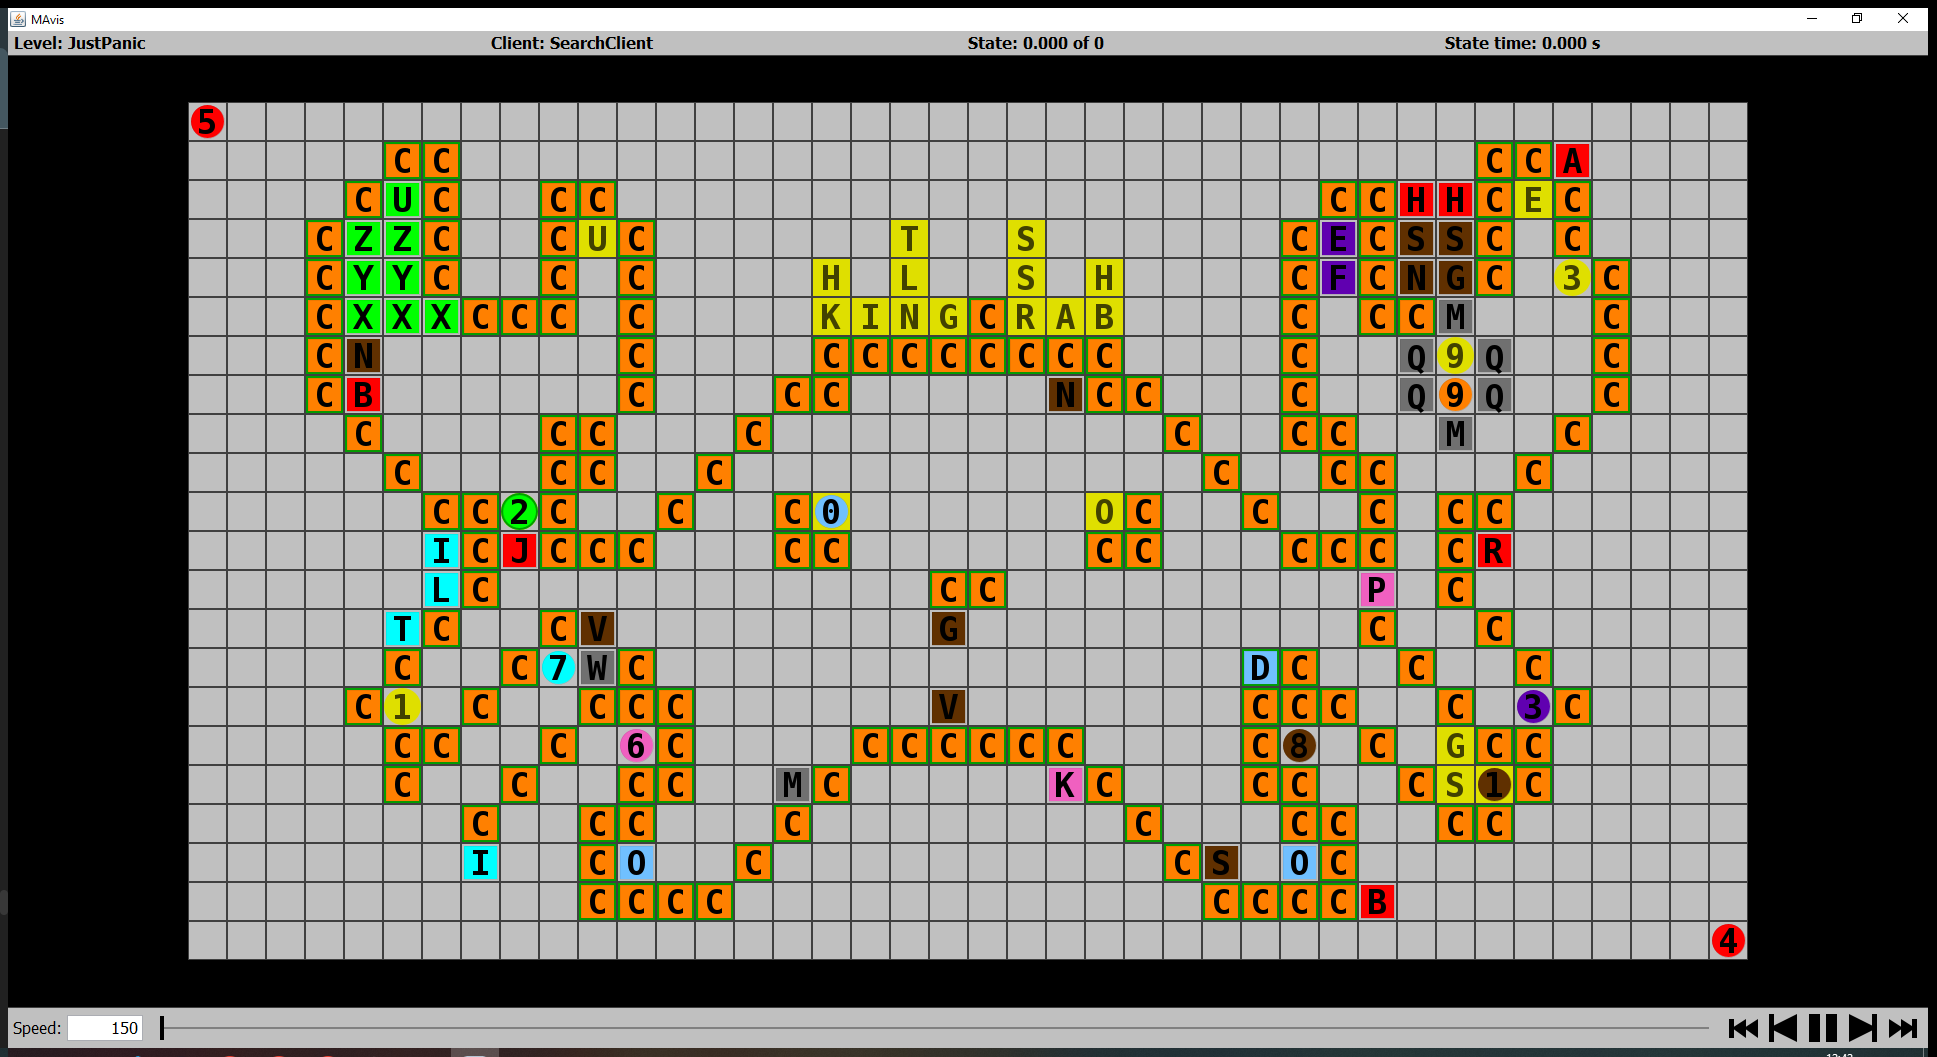 MAvis
Level: JustPanic Client: SearchClient State: 0.000 of 0 State time: 0.000 s
5
C C C C A
C U C C C C C H H C E C
C Z Z C C U C T S C E C S S C C
C Y Y C C C H L S H C F C N G C 3 C
C X X X C C C C K I N G C R A B C C C M C
C N C C C C C C C C C C Q 9 Q C
C B C C C N C C C Q 9 Q C
C C C C C C C M C
C C C C C C C C
C C 2 C C C 0 O C C C C C
I C J C C C C C C C C C C C R
L C C C P C
T C C V G C C
C C 7 W C D C C C
C 1 C C C C V C C C C 3 C
C C C 6 C C C C C C C C 8 C G C C
C C C C M C K C C C C S 1 C
C C C C C C C C C
I C O C C S O C
C C C C C C C C B
4
Speed: 150